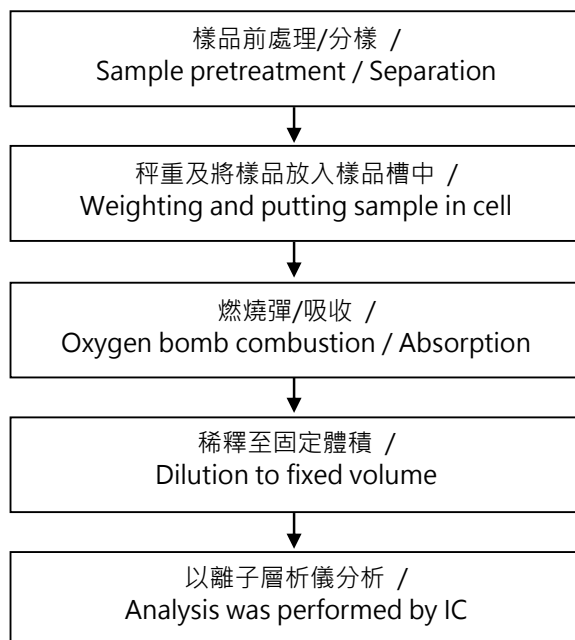 樣品前處理/分樣 /
Sample pretreatment / Separation
秤重及將樣品放入樣品槽中 /
Weighting and putting sample in cell
燃燒彈/吸收 /
Oxygen bomb combustion / Absorption
稀釋至固定體積 /
Dilution to fixed volume
以離子層析儀分析 /
Analysis was performed by IC